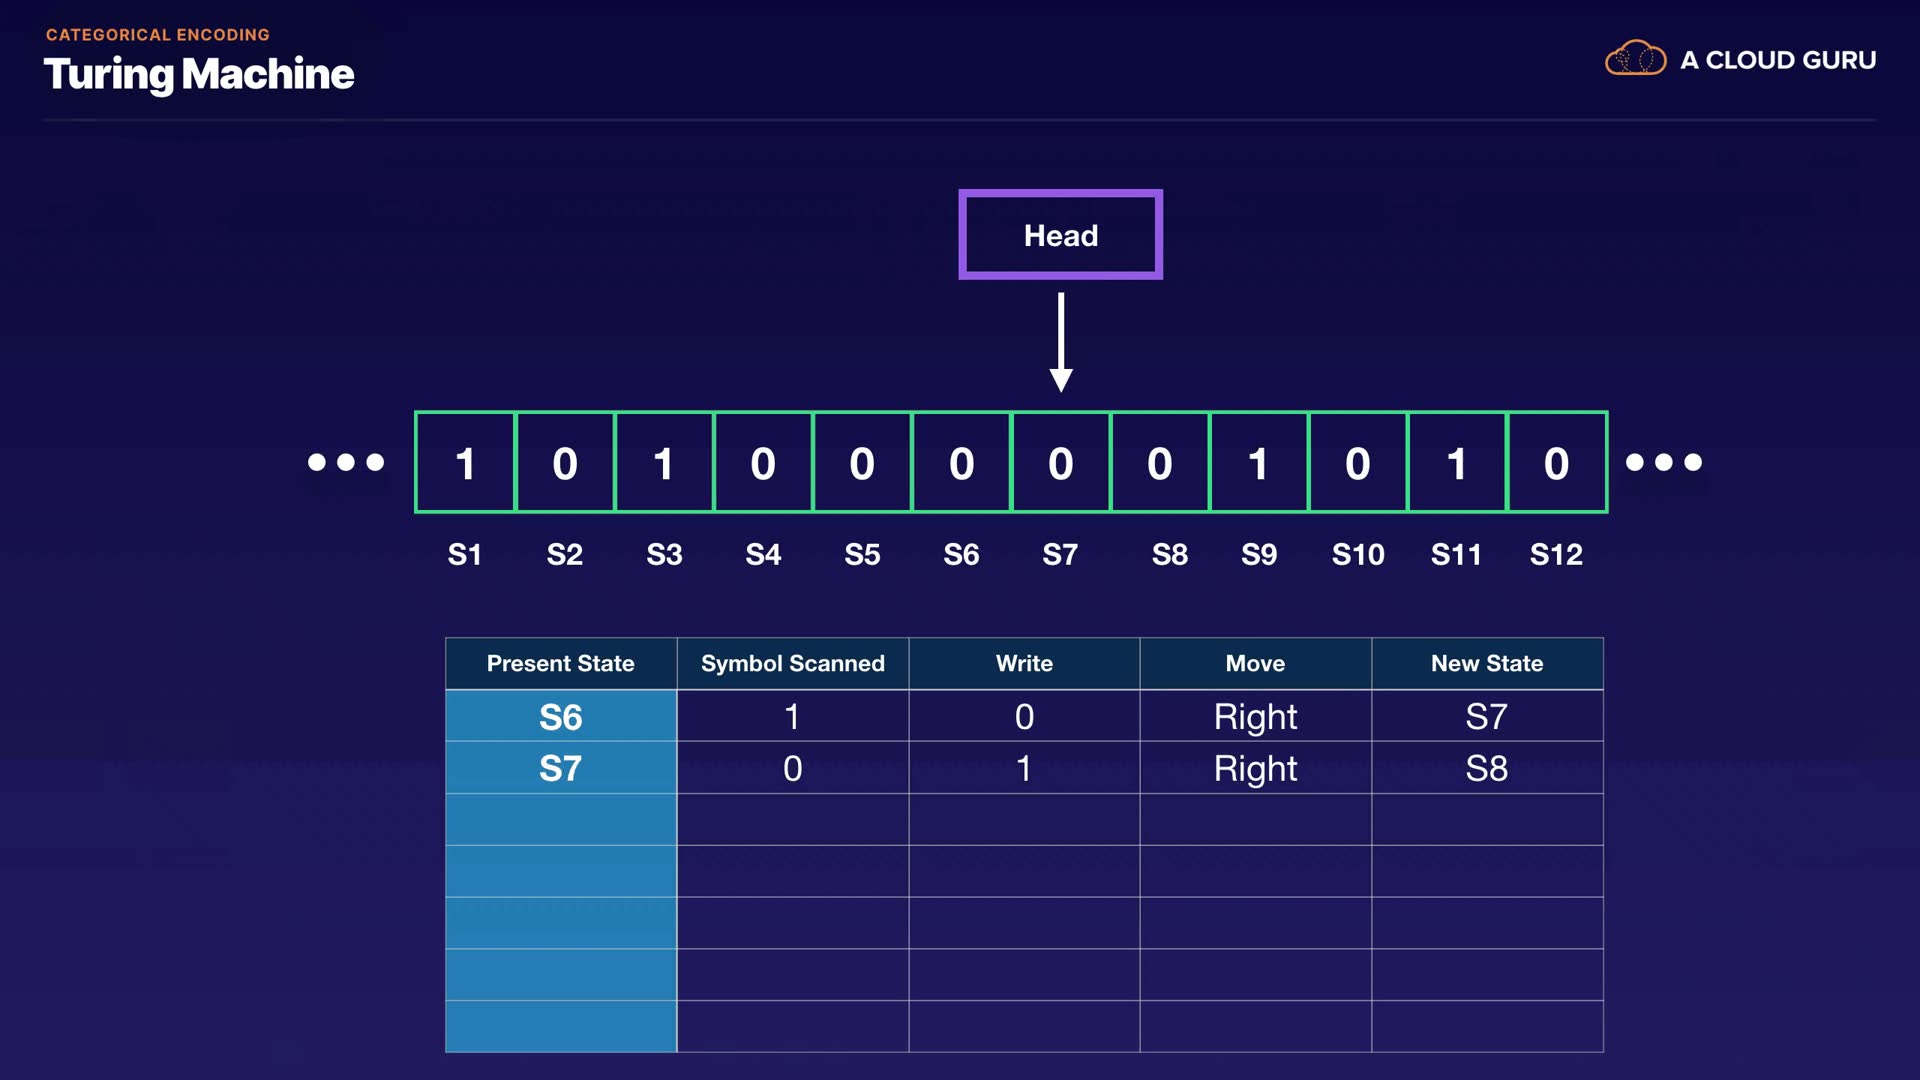 CATEGORICAL ENCODING
Turing Machine
A CLOUD GURU
Head
1 0 1 0 0 0 0 0 1 0 1 0
S1 S2 S3 S4 S5 S6 S7 S8 S9 S10 S11 S12
Present State Symbol Scanned Write Move New State
S6 1 0 Right S7
S7 0 1 Right S8